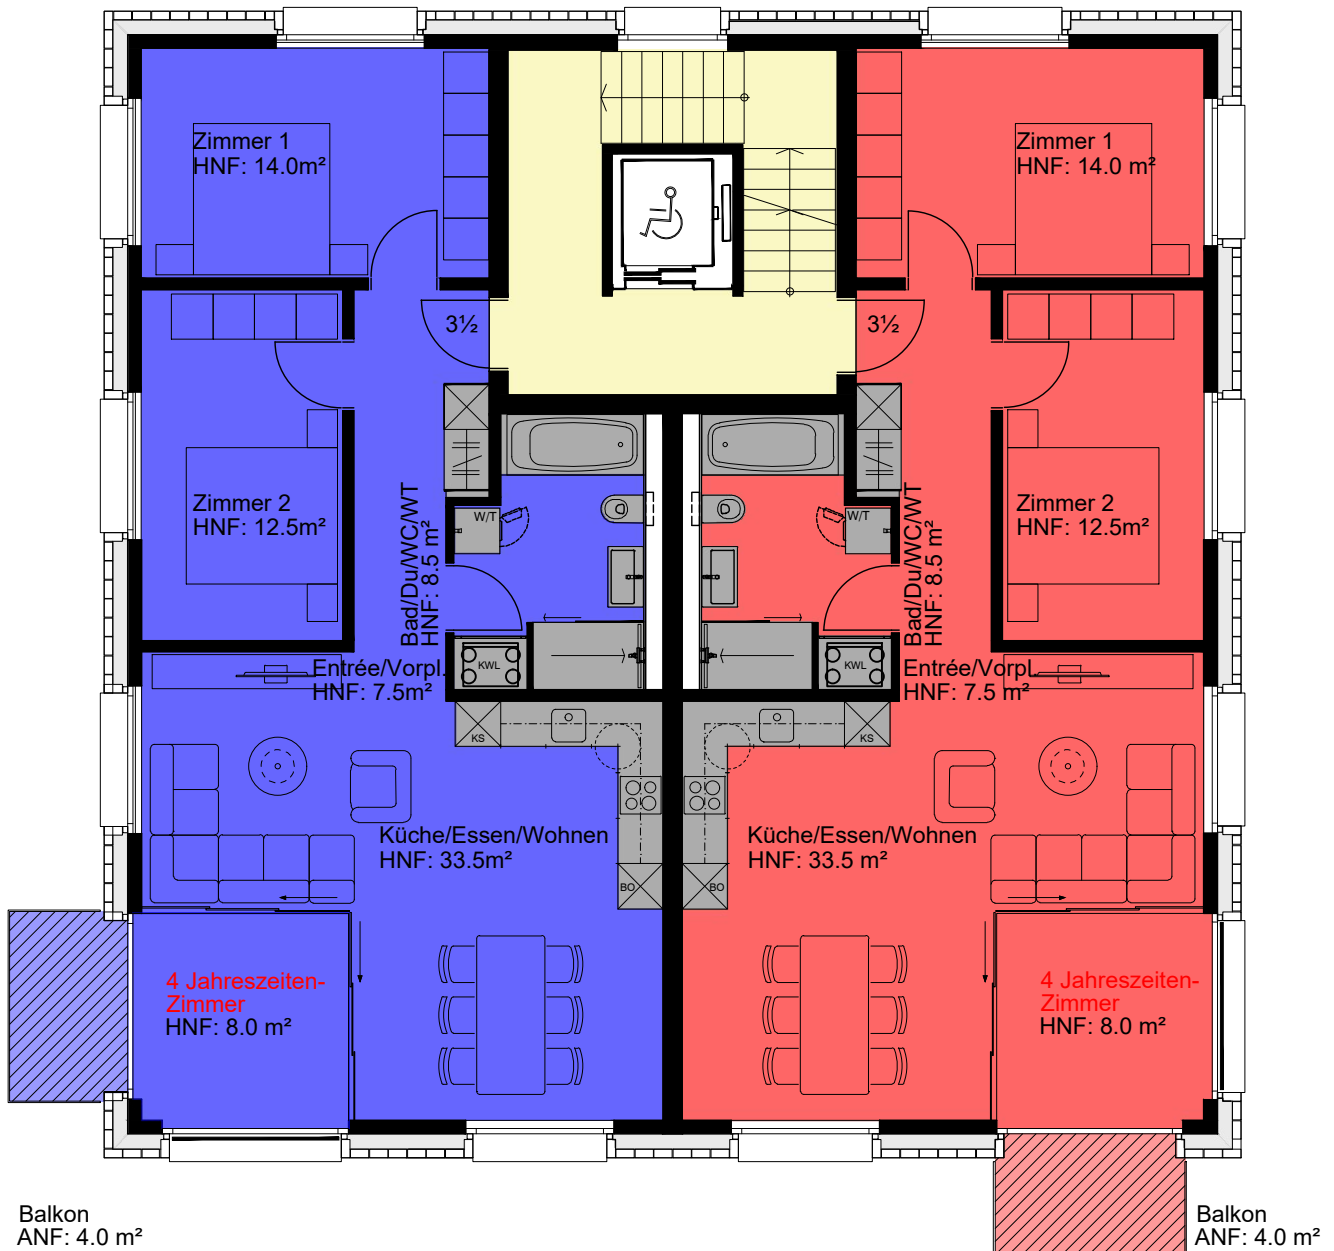 Zimmer 1
HNF: 14.0m²
Zimmer 1
HNF: 14.0 m²
3½
3½
Zimmer 2
HNF: 12.5m²
Bad/Du/WC/WT
HNF: 8.5 m²
W/T
W/T
Bad/Du/WC/WT
HNF: 8.5 m²
Zimmer 2
HNF: 12.5m²
Entrée/Vorpl.
HNF: 7.5m²
KWL
KWL
Entrée/Vorpl.
HNF: 7.5 m²
KS
KS
Küche/Essen/Wohnen
HNF: 33.5m²
Küche/Essen/Wohnen
HNF: 33.5 m²
BO
BO
4 Jahreszeiten-
Zimmer
HNF: 8.0 m²
4 Jahreszeiten-
Zimmer
HNF: 8.0 m²
Balkon
ANF: 4.0 m²
Balkon
ANF: 4.0 m²